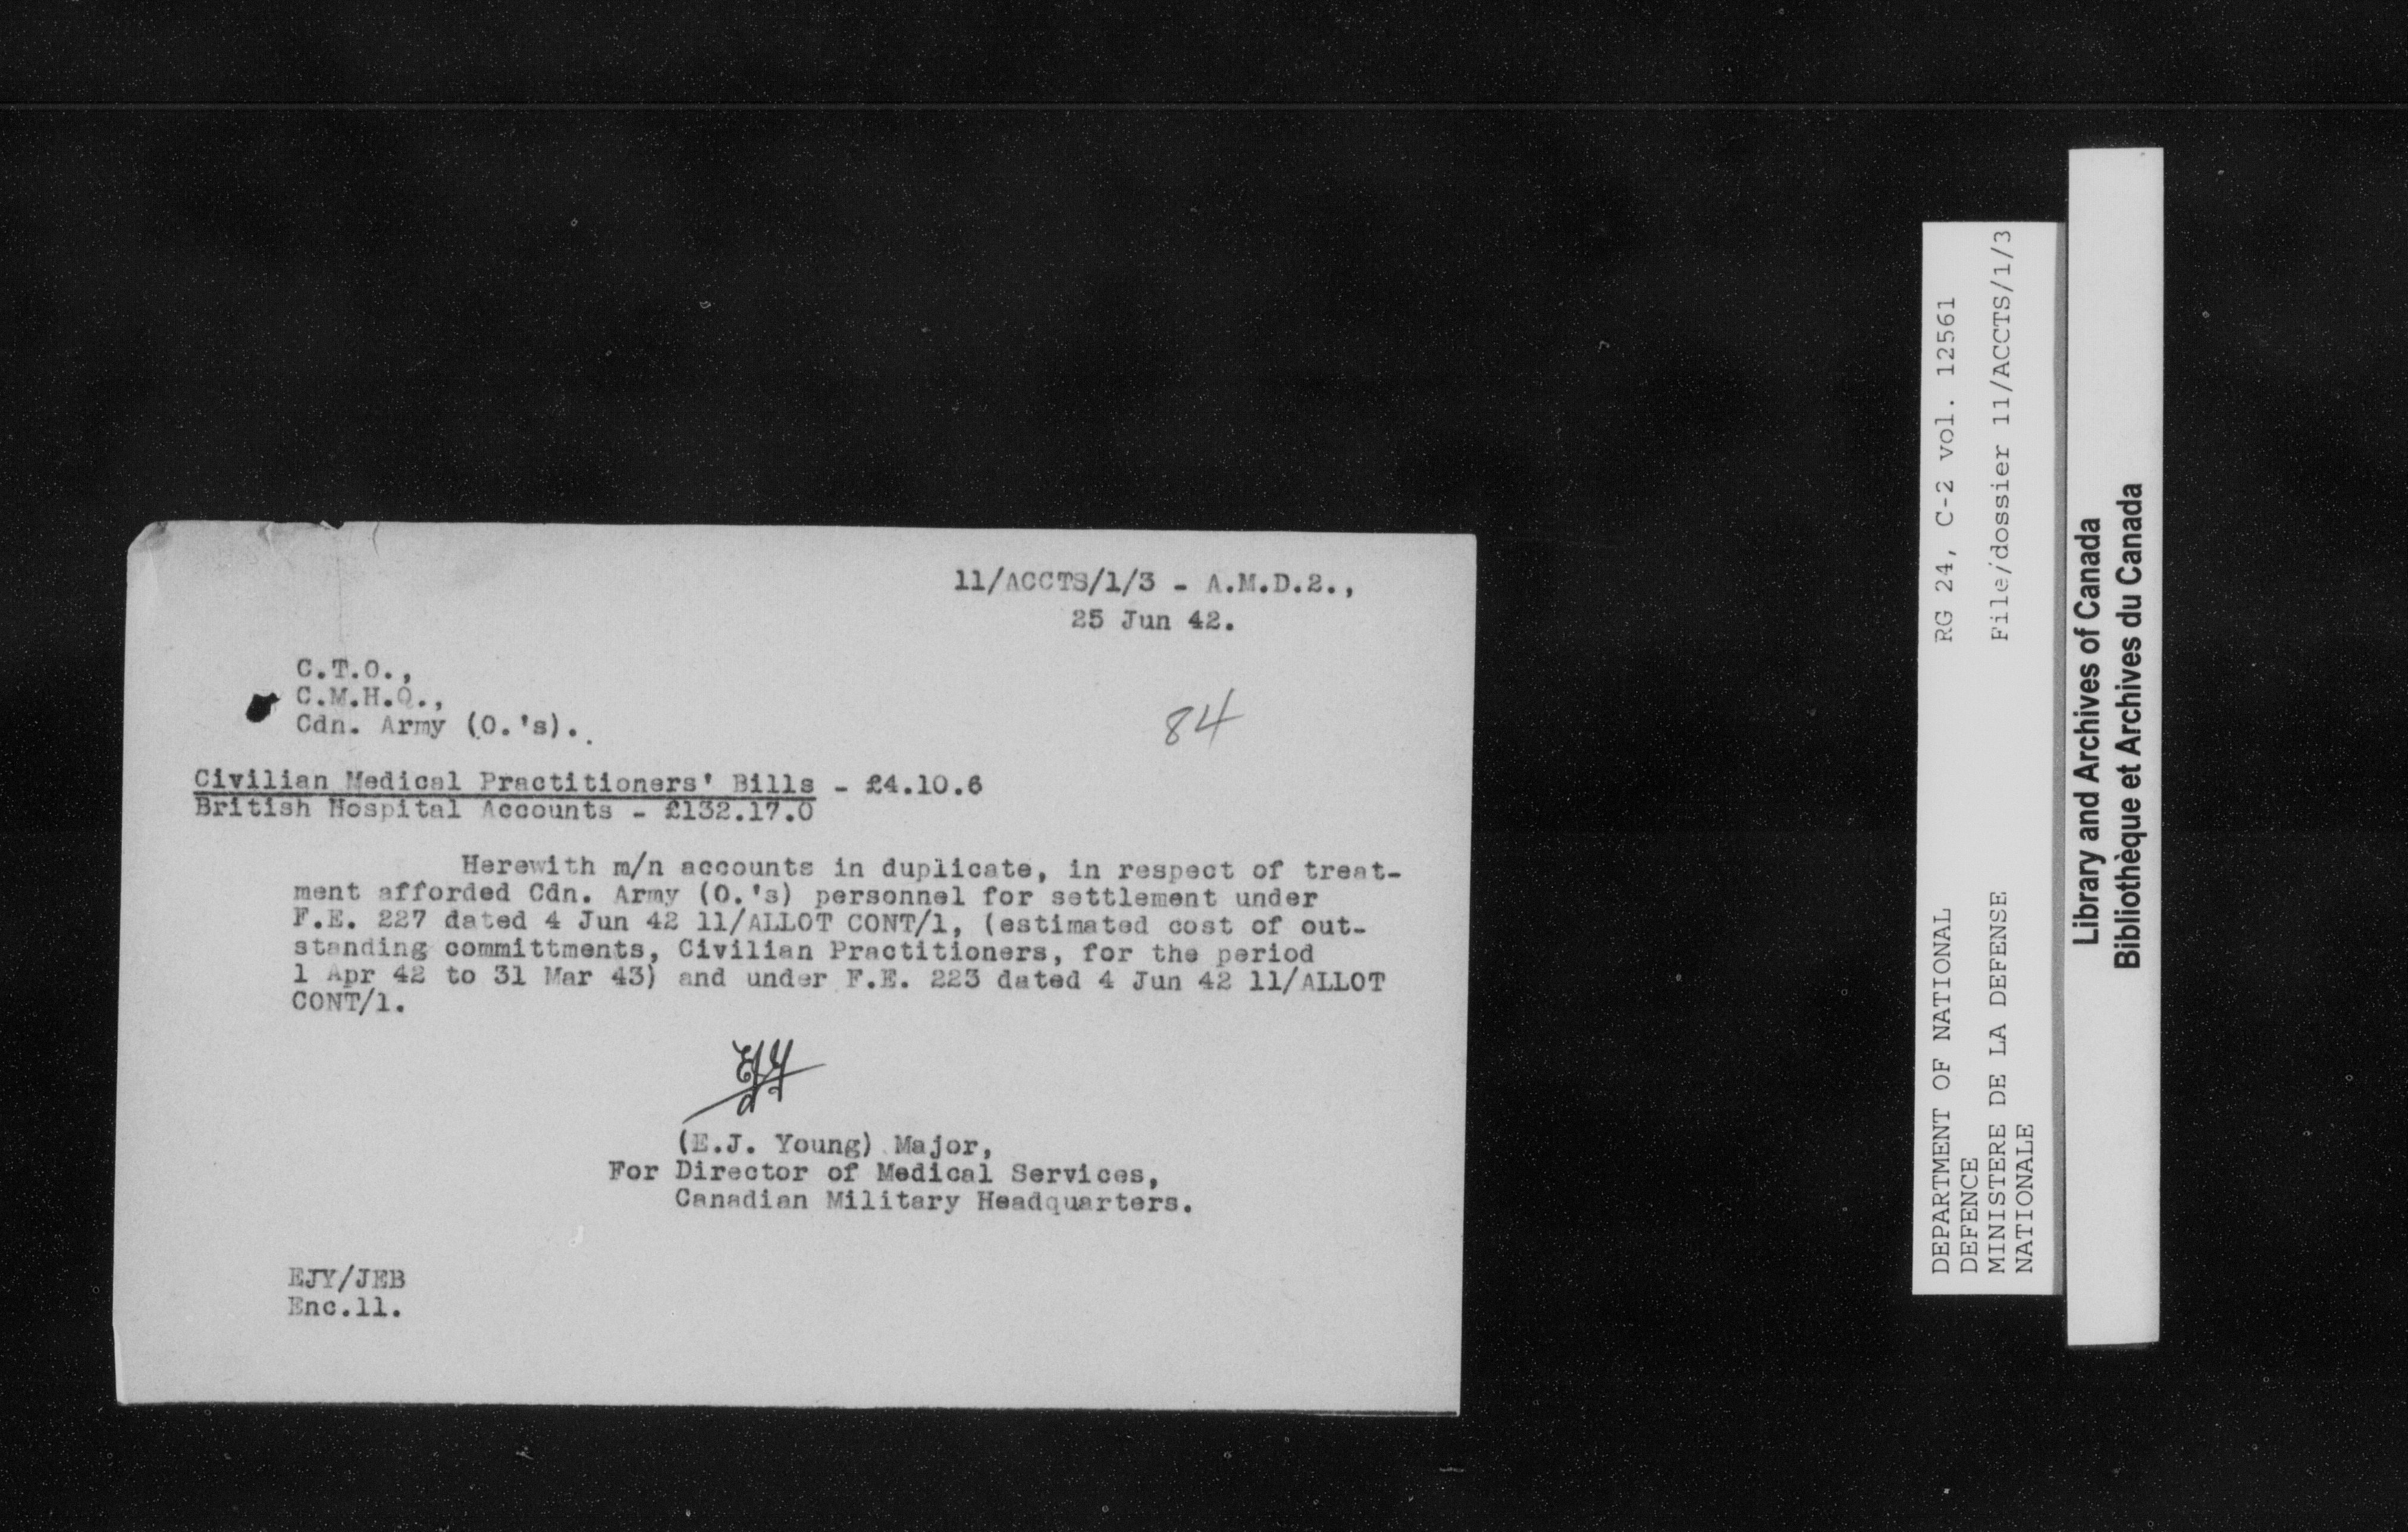 11/ACCTS/1/3 - A.M.D.2.,
25 Jun 42.
C.T.O.,
C.M.H.Q.,
Cdn. Army (O.'s).
84
Civilian Medical Practitioners' Bills - £4.10.6
British Hospital Accounts - £132.17.0
Herewith m/n accounts in duplicate, in respect of treat-
ment afforded Cdn. Army (O.'s) personnel for settlement under
F.E. 227 dated 4 Jun 42 11/ALLOT CONT/1, (estimated cost of out-
standing committments, Civilian Practitioners, for the period
1 Apr 42 to 31 Mar 43) and under F.E. 223 dated 4 Jun 42 11/ALLOT
CONT/1.
EJY
(E.J. Young) Major,
For Director of Medical Services,
Canadian Military Headquarters.
EJY/JEB
Enc.11.
DEPARTMENT OF NATIONAL
DEFENCE
MINISTERE DE LA DEFENSE
NATIONALE
RG 24, C-2 vol. 12561
File/dossier 11/ACCTS/1/3
Library and Archives of Canada
Bibliothèque et Archives du Canada